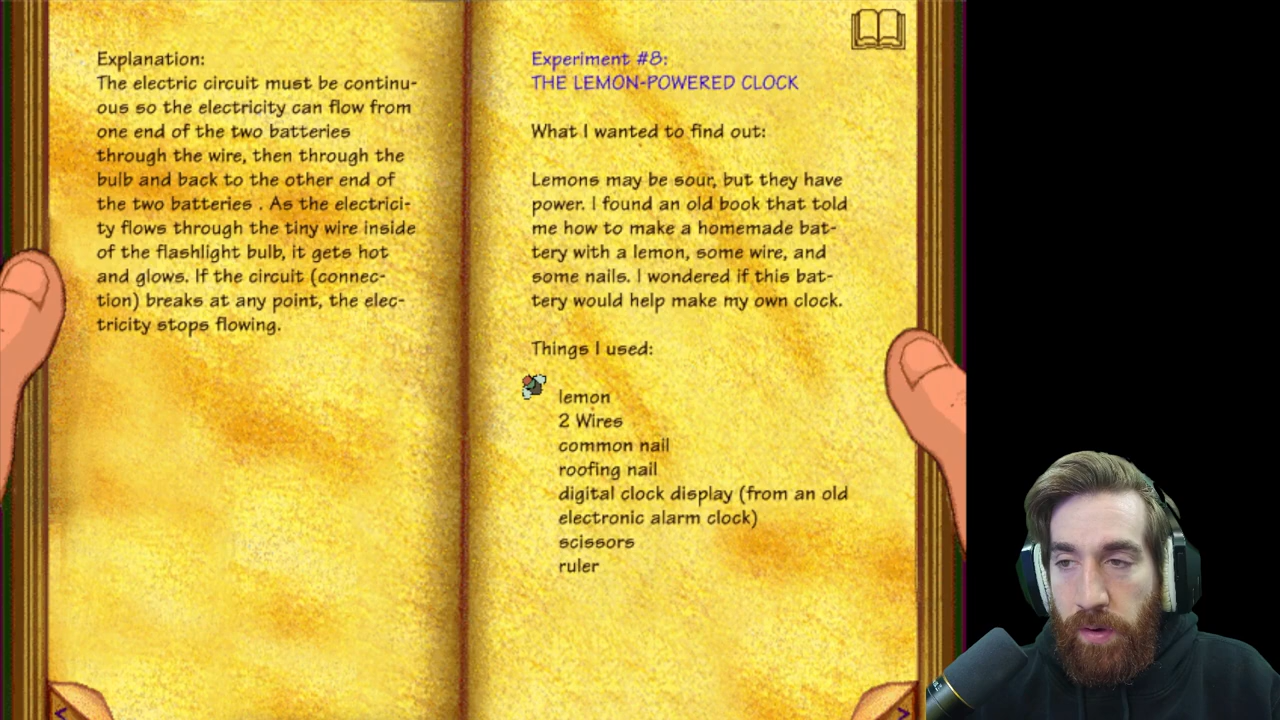 Explanation:
The electric circuit must be continu-
ous so the electricity can flow from
one end of the two batteries
through the wire, then through the
bulb and back to the other end of
the two batteries . As the electrici-
ty flows through the tiny wire inside
of the flashlight bulb, it gets hot
and glows. If the circuit (connec-
tion) breaks at any point, the elec-
tricity stops flowing.
Experiment #8:
THE LEMON-POWERED CLOCK
What I wanted to find out:
Lemons may be sour, but they have
power. I found an old book that told
me how to make a homemade bat-
tery with a lemon, some wire, and
some nails. I wondered if this bat-
tery would help make my own clock.
Things I used:
lemon
2 Wires
common nail
roofing nail
digital clock display (from an old
electronic alarm clock)
scissors
ruler
< >